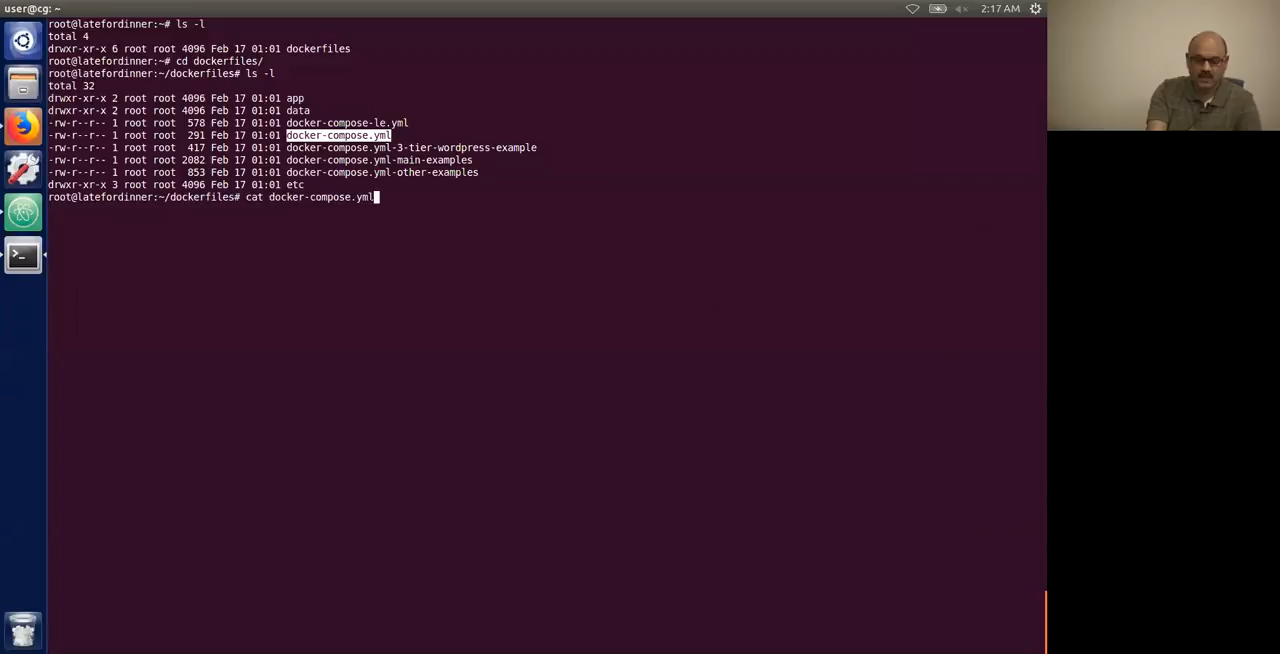 user@cg: ~
2:17 AM
root@latefordinner:~# ls -l
total 4
drwxr-xr-x 6 root root 4096 Feb 17 01:01 dockerfiles
root@latefordinner:~# cd dockerfiles/
root@latefordinner:~/dockerfiles# ls -l
total 32
drwxr-xr-x 2 root root 4096 Feb 17 01:01 app
drwxr-xr-x 2 root root 4096 Feb 17 01:01 data
-rw-r--r-- 1 root root  578 Feb 17 01:01 docker-compose-le.yml
-rw-r--r-- 1 root root  291 Feb 17 01:01 docker-compose.yml
-rw-r--r-- 1 root root  417 Feb 17 01:01 docker-compose.yml-3-tier-wordpress-example
-rw-r--r-- 1 root root 2082 Feb 17 01:01 docker-compose.yml-main-examples
-rw-r--r-- 1 root root  853 Feb 17 01:01 docker-compose.yml-other-examples
drwxr-xr-x 3 root root 4096 Feb 17 01:01 etc
root@latefordinner:~/dockerfiles# cat docker-compose.yml